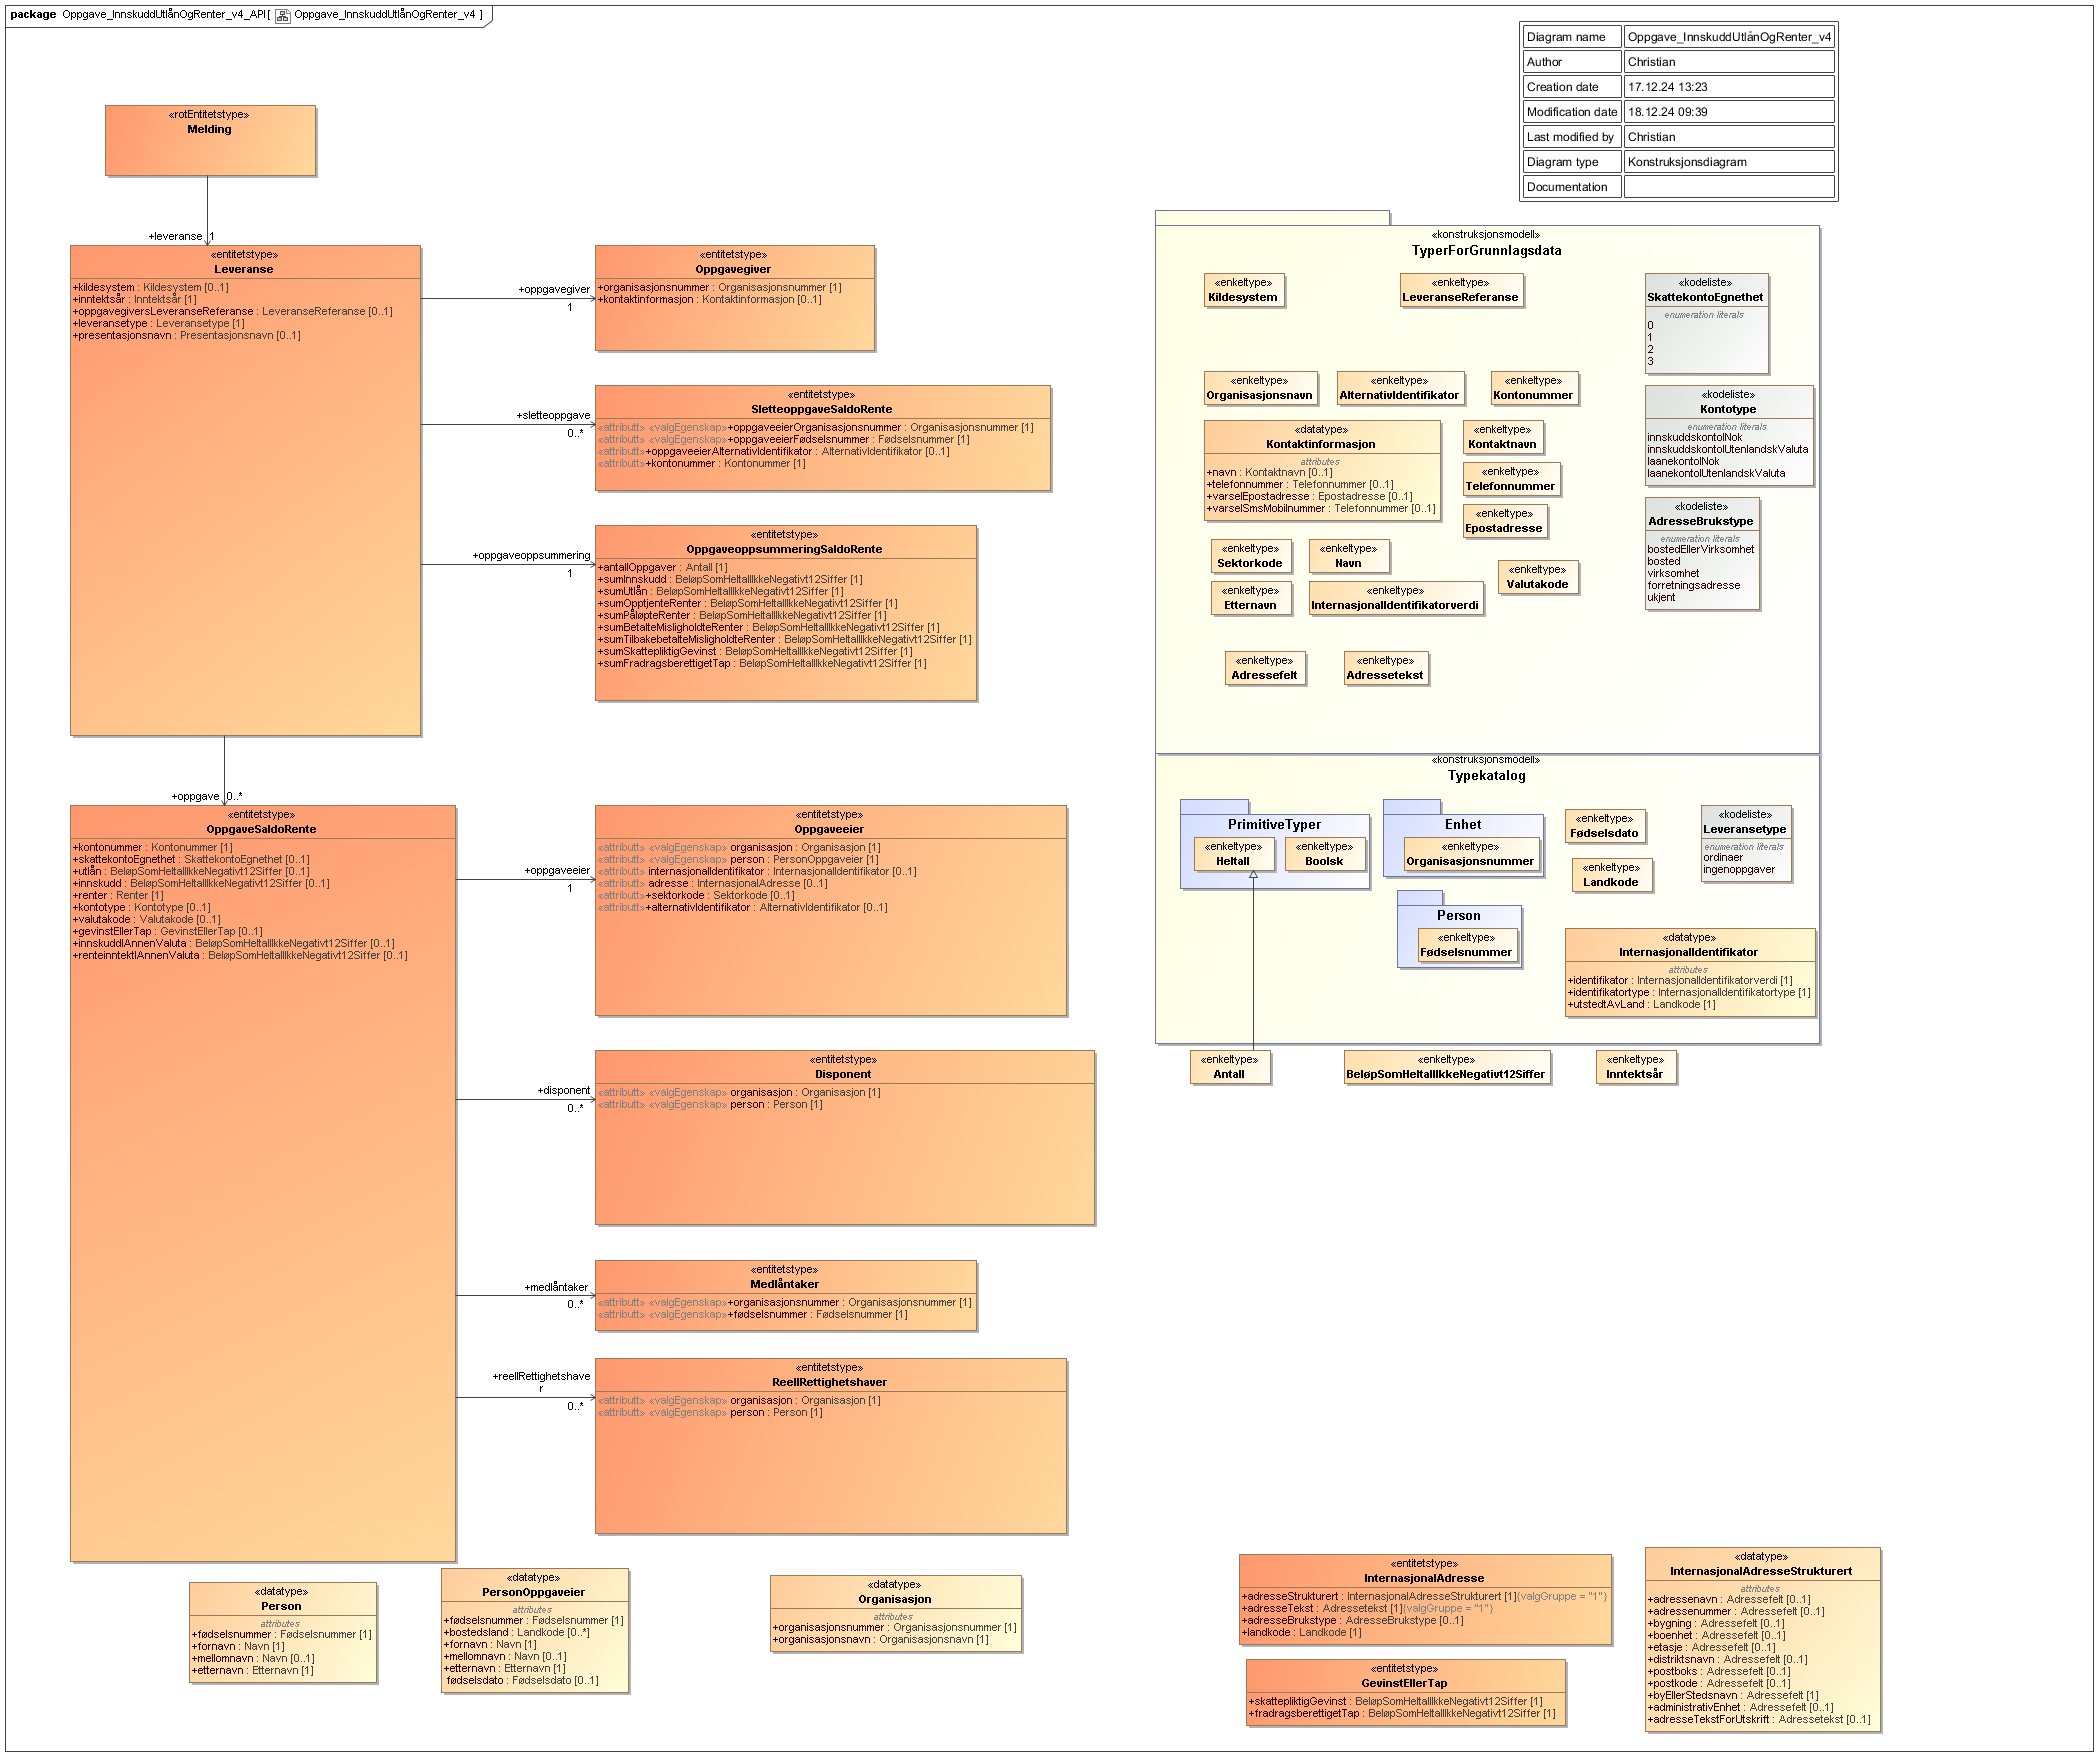 package Oppgave_InnskuddUtlånOgRenter_v4_API[ Oppgave_InnskuddUtlånOgRenter_v4 ]
Diagram name Oppgave_InnskuddUtlånOgRenter_v4
Author Christian
Creation date 17.12.24 13:23
Modification date 18.12.24 09:39
Last modified by Christian
Diagram type Konstruksjonsdiagram
Documentation
«rotEntitetstype»
Melding
+leveranse 1
«entitetstype»
Leveranse
+kildesystem : Kildesystem [0..1]
+inntektsår : Inntektsår [1]
+oppgavegiversLeveranseReferanse : LeveranseReferanse [0..1]
+leveransetype : Leveransetype [1]
+presentasjonsnavn : Presentasjonsnavn [0..1]
+oppgavegiver
1
«entitetstype»
Oppgavegiver
+organisasjonsnummer : Organisasjonsnummer [1]
+kontaktinformasjon : Kontaktinformasjon [0..1]
+sletteoppgave
0..*
«entitetstype»
SletteoppgaveSaldoRente
«attributt» «valgEgenskap»+oppgaveeierOrganisasjonsnummer : Organisasjonsnummer [1]
«attributt» «valgEgenskap»+oppgaveeierFødselsnummer : Fødselsnummer [1]
«attributt»+oppgaveeierAlternativIdentifikator : AlternativIdentifikator [0..1]
«attributt»+kontonummer : Kontonummer [1]
+oppgaveoppsummering
1
«entitetstype»
OppgaveoppsummeringSaldoRente
+antallOppgaver : Antall [1]
+sumInnskudd : BeløpSomHeltallIkkeNegativt12Siffer [1]
+sumUtlån : BeløpSomHeltallIkkeNegativt12Siffer [1]
+sumOpptjenteRenter : BeløpSomHeltallIkkeNegativt12Siffer [1]
+sumPåløpteRenter : BeløpSomHeltallIkkeNegativt12Siffer [1]
+sumBetalteMisligholdteRenter : BeløpSomHeltallIkkeNegativt12Siffer [1]
+sumTilbakebetalteMisligholdteRenter : BeløpSomHeltallIkkeNegativt12Siffer [1]
+sumSkattepliktigGevinst : BeløpSomHeltallIkkeNegativt12Siffer [1]
+sumFradragsberettigetTap : BeløpSomHeltallIkkeNegativt12Siffer [1]
+oppgave 0..*
«entitetstype»
OppgaveSaldoRente
+kontonummer : Kontonummer [1]
+skattekontoEgnethet : SkattekontoEgnethet [0..1]
+utlån : BeløpSomHeltallIkkeNegativt12Siffer [0..1]
+innskudd : BeløpSomHeltallIkkeNegativt12Siffer [0..1]
+renter : Renter [1]
+kontotype : Kontotype [0..1]
+valutakode : Valutakode [0..1]
+gevinstEllerTap : GevinstEllerTap [0..1]
+innskuddIAnnenValuta : BeløpSomHeltallIkkeNegativt12Siffer [0..1]
+renteinntektIAnnenValuta : BeløpSomHeltallIkkeNegativt12Siffer [0..1]
+oppgaveeier
1
«entitetstype»
Oppgaveeier
«attributt» «valgEgenskap» organisasjon : Organisasjon [1]
«attributt» «valgEgenskap» person : PersonOppgaveier [1]
«attributt» internasjonalIdentifikator : InternasjonalIdentifikator [0..1]
«attributt» adresse : InternasjonalAdresse [0..1]
«attributt»+sektorkode : Sektorkode [0..1]
«attributt»+alternativIdentifikator : AlternativIdentifikator [0..1]
+disponent
0..*
«entitetstype»
Disponent
«attributt» «valgEgenskap» organisasjon : Organisasjon [1]
«attributt» «valgEgenskap» person : Person [1]
+medlåntaker
0..*
«entitetstype»
Medlåntaker
«attributt» «valgEgenskap»+organisasjonsnummer : Organisasjonsnummer [1]
«attributt» «valgEgenskap»+fødselsnummer : Fødselsnummer [1]
+reellRettighetshave
r
0..*
«entitetstype»
ReellRettighetshaver
«attributt» «valgEgenskap» organisasjon : Organisasjon [1]
«attributt» «valgEgenskap» person : Person [1]
«datatype»
Person
attributes
+fødselsnummer : Fødselsnummer [1]
+fornavn : Navn [1]
+mellomnavn : Navn [0..1]
+etternavn : Etternavn [1]
«datatype»
PersonOppgaveier
attributes
+fødselsnummer : Fødselsnummer [1]
+bostedsland : Landkode [0..*]
+fornavn : Navn [1]
+mellomnavn : Navn [0..1]
+etternavn : Etternavn [1]
fødselsdato : Fødselsdato [0..1]
«datatype»
Organisasjon
attributes
+organisasjonsnummer : Organisasjonsnummer [1]
+organisasjonsnavn : Organisasjonsnavn [1]
«konstruksjonsmodell»
TyperForGrunnlagsdata
«enkeltype»
Kildesystem
«enkeltype»
LeveranseReferanse
«kodeliste»
SkattekontoEgnethet
enumeration literals
0
1
2
3
«enkeltype»
Organisasjonsnavn
«enkeltype»
AlternativIdentifikator
«enkeltype»
Kontonummer
«kodeliste»
Kontotype
enumeration literals
innskuddskontoINok
innskuddskontoIUtenlandskValuta
laanekontoINok
laanekontoIUtenlandskValuta
«datatype»
Kontaktinformasjon
attributes
+navn : Kontaktnavn [0..1]
+telefonnummer : Telefonnummer [0..1]
+varselEpostadresse : Epostadresse [0..1]
+varselSmsMobilnummer : Telefonnummer [0..1]
«enkeltype»
Kontaktnavn
«enkeltype»
Telefonnummer
«enkeltype»
Epostadresse
«kodeliste»
AdresseBrukstype
enumeration literals
bostedEllerVirksomhet
bosted
virksomhet
forretningsadresse
ukjent
«enkeltype»
Sektorkode
«enkeltype»
Navn
«enkeltype»
Valutakode
«enkeltype»
Etternavn
«enkeltype»
InternasjonalIdentifikatorverdi
«enkeltype»
Adressefelt
«enkeltype»
Adressetekst
«konstruksjonsmodell»
Typekatalog
PrimitiveTyper
«enkeltype»
Heltall
«enkeltype»
Boolsk
Enhet
«enkeltype»
Organisasjonsnummer
Person
«enkeltype»
Fødselsnummer
«enkeltype»
Fødselsdato
«enkeltype»
Landkode
«kodeliste»
Leveransetype
enumeration literals
ordinaer
ingenoppgaver
«datatype»
InternasjonalIdentifikator
attributes
+identifikator : InternasjonalIdentifikatorverdi [1]
+identifikatortype : InternasjonalIdentifikatortype [1]
+utstedtAvLand : Landkode [1]
«enkeltype»
Antall
«enkeltype»
BeløpSomHeltallIkkeNegativt12Siffer
«enkeltype»
Inntektsår
«entitetstype»
InternasjonalAdresse
+adresseStrukturert : InternasjonalAdresseStrukturert [1]{valgGruppe = "1"}
+adresseTekst : Adressetekst [1]{valgGruppe = "1"}
+adresseBrukstype : AdresseBrukstype [0..1]
+landkode : Landkode [1]
«entitetstype»
GevinstEllerTap
+skattepliktigGevinst : BeløpSomHeltallIkkeNegativt12Siffer [1]
+fradragsberettigetTap : BeløpSomHeltallIkkeNegativt12Siffer [1]
«datatype»
InternasjonalAdresseStrukturert
attributes
+adressenavn : Adressefelt [0..1]
+adressenummer : Adressefelt [0..1]
+bygning : Adressefelt [0..1]
+boenhet : Adressefelt [0..1]
+etasje : Adressefelt [0..1]
+distriktsnavn : Adressefelt [0..1]
+postboks : Adressefelt [0..1]
+postkode : Adressefelt [0..1]
+byEllerStedsnavn : Adressefelt [1]
+administrativEnhet : Adressefelt [0..1]
+adresseTekstForUtskrift : Adressetekst [0..1]